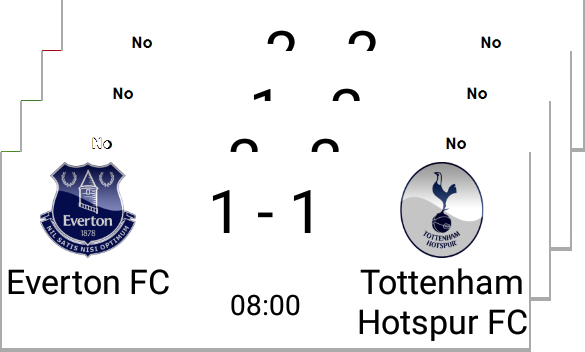 No No
No No
No No
1 - 1
Everton
1878
NIL SATIS NISI OPTIMUM
TOTTENHAM
HOTSPUR
Everton FC
Tottenham
Hotspur FC
08:00